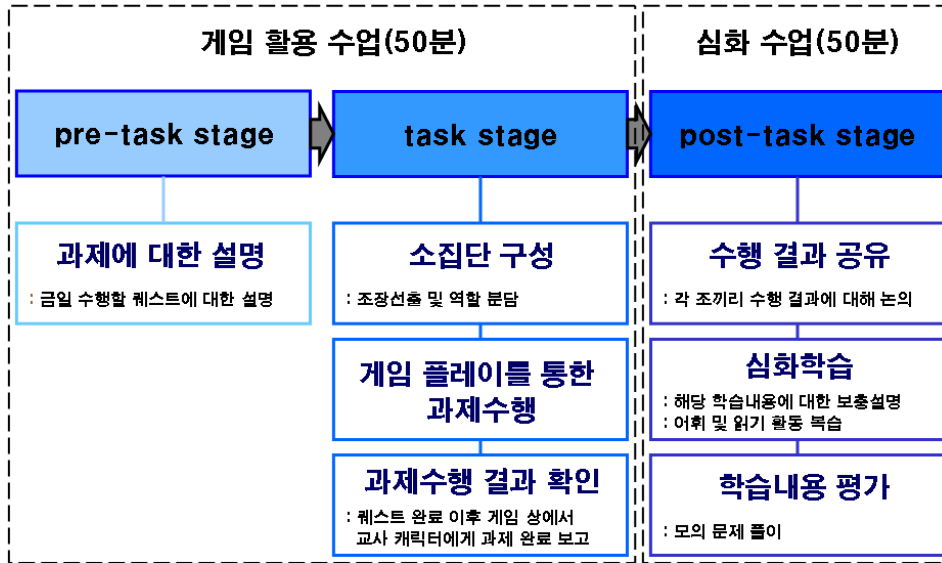 게임 활용 수업(50분)
심화 수업(50분)
pre-task stage
task stage
post-task stage
과제에 대한 설명
: 금일 수행할 퀘스트에 대한 설명
소집단 구성
: 조장선출 및 역할 분담
게임 플레이를 통한
과제수행
과제수행 결과 확인
: 퀘스트 완료 이후 게임 상에서
교사 캐릭터에게 과제 완료 보고
수행 결과 공유
: 각 조끼리 수행 결과에 대해 논의
심화학습
: 해당 학습내용에 대한 보충설명
: 어휘 및 읽기 활동 복습
학습내용 평가
: 모의 문제 풀이